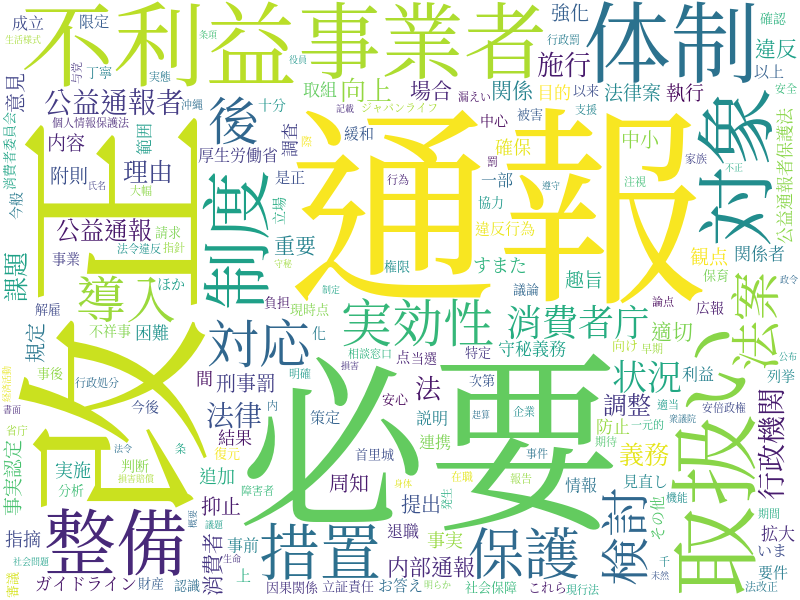 通報
必要
改正
不利益
事業者
体制
対象
取扱い
制度
後
整備
措置
保護
検討
導入
対応
実効性
消費者庁
法案
状況
行政機関
公益通報者
公益通報
法律
法
義務
調整
理由
課題
施行
向上
場合
関係
法律案
執行
違反
強化
確認
以上
目的
以来
安全
成立
限定
生活様式
与党
丁寧
条項
実態
役員
行政罰
取組
漏えい
支援
意見
消費者委員会
今般
個人情報保護法
内容
範囲
沖縄
十分
記載
ジャパンライフ
中心
被害
緩和
調査
厚生労働省
確保
中小
公益通報者保護法
附則
氏名
大幅
是正
一部
行為
罰
遵守
不正
家族
注視
協力
立場
請求
法令違反
指針
事業
ほか
守秘
重要
違反行為
すまた
権限
議論
趣旨
観点
保育
関係者
政令
解雇
不祥事
困難
規定
事後
負担
現時点
制定
論点
広報
化
相談窓口
点当選
特定
守秘義務
向け
早期
適切
公布
経済活動
書面
行政処分
今後
間
刑事罰
明確
損害
安心
次第
利益
列挙
省庁
法令
条
内
策定
説明
起算
企業
適当
安倍政権
衆議院
防止
一元的
事実認定
実施
判断
損害賠償
結果
復元
連携
首里城
事件
期待
分析
追加
障害者
周知
身体
在職
報告
情報
見直し
機能
その他
期間
指摘
概要
議題
抑止
発生
提出
退職
拡大
いま
審議
社会問題
ガイドライン
財産
認識
生命
消費者
事前
上
事実
内部通報
因果関係
立証責任
お答え
明らか
社会保障
これら
現行法
千
未然
要件
法改正